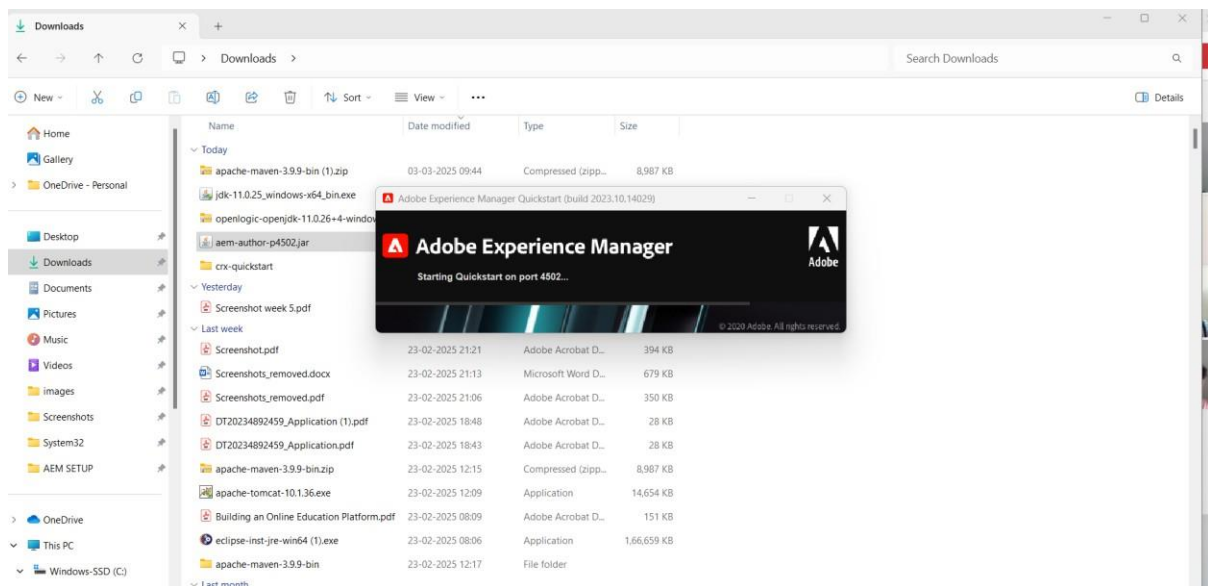 Downloads
Downloads
Search Downloads
New
Sort
View
Details
Home
Gallery
OneDrive - Personal
Desktop
Downloads
Documents
Pictures
Music
Videos
images
Screenshots
System32
AEM SETUP
OneDrive
This PC
Windows-SSD (C:)
Name Date modified Type Size
Today
apache-maven-3.9.9-bin (1).zip 03-03-2025 09:44 Compressed (zipp... 8,987 KB
jdk-11.0.25_windows-x64_bin.exe
openlogic-openjdk-11.0.26+4-window
aem-author-p4502.jar
crx-quickstart
Yesterday
Screenshot week 5.pdf
Last week
Screenshot.pdf 23-02-2025 21:21 Adobe Acrobat D... 394 KB
Screenshots_removed.docx 23-02-2025 21:13 Microsoft Word D... 679 KB
Screenshots_removed.pdf 23-02-2025 21:06 Adobe Acrobat D... 350 KB
DT20234892459_Application (1).pdf 23-02-2025 18:48 Adobe Acrobat D... 28 KB
DT20234892459_Application.pdf 23-02-2025 18:43 Adobe Acrobat D... 28 KB
apache-maven-3.9.9-bin.zip 23-02-2025 12:15 Compressed (zipp... 8,987 KB
apache-tomcat-10.1.36.exe 23-02-2025 12:09 Application 14,654 KB
Building an Online Education Platform.pdf 23-02-2025 08:09 Adobe Acrobat D... 151 KB
eclipse-inst-jre-win64 (1).exe 23-02-2025 08:06 Application 1,66,659 KB
apache-maven-3.9.9-bin 23-02-2025 12:17 File folder
Last month
Adobe Experience Manager Quickstart (build 2023.10.14029)
Adobe Experience Manager
Adobe
Starting Quickstart on port 4502...
© 2020 Adobe. All rights reserved.